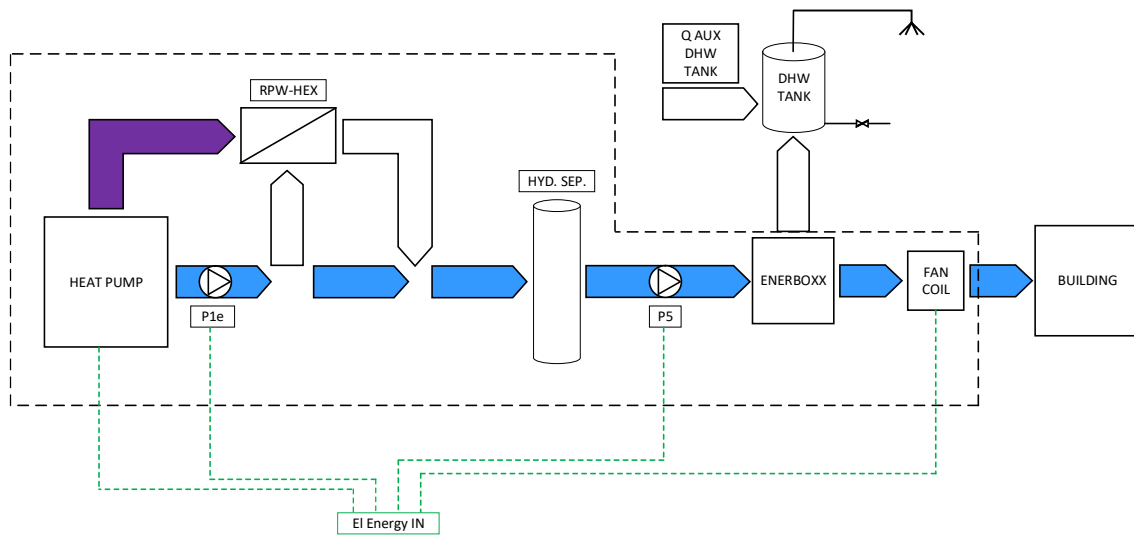 Q AUX
DHW
TANK
DHW
TANK
RPW-HEX
HYD. SEP.
HEAT PUMP
ENERBOXX
FAN
COIL
BUILDING
P1e
P5
El Energy IN